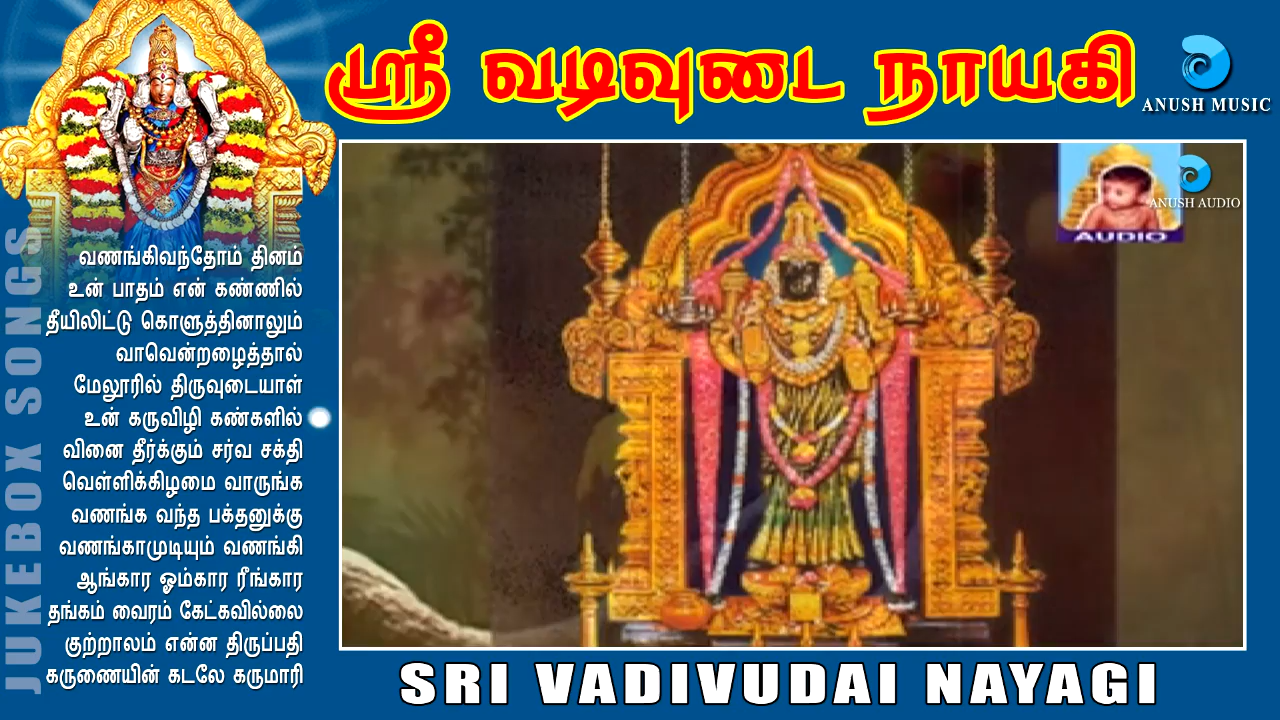 ஸ்ரீ வடிவுடை நாயகி
ANUSH MUSIC
ANUSH AUDIO
AUDIO
JUKEBOX SONGS
வணங்கிவந்தோம் தினம்
உன் பாதம் என் கண்ணில்
தீயிலிட்டு கொளுத்தினாலும்
வாவென்றழைத்தால்
மேலூரில் திருவுடையாள்
உன் கருவிழி கண்களில்
வினை தீர்க்கும் சர்வ சக்தி
வெள்ளிக்கிழமை வாருங்க
வணங்க வந்த பக்தனுக்கு
வணங்காமுடியும் வணங்கி
ஆங்கார ஓம்கார ரீங்கார
தங்கம் வைரம் கேட்கவில்லை
குற்றாலம் என்ன திருப்பதி
கருணையின் கடலே கருமாரி
SRI VADIVUDAI NAYAGI